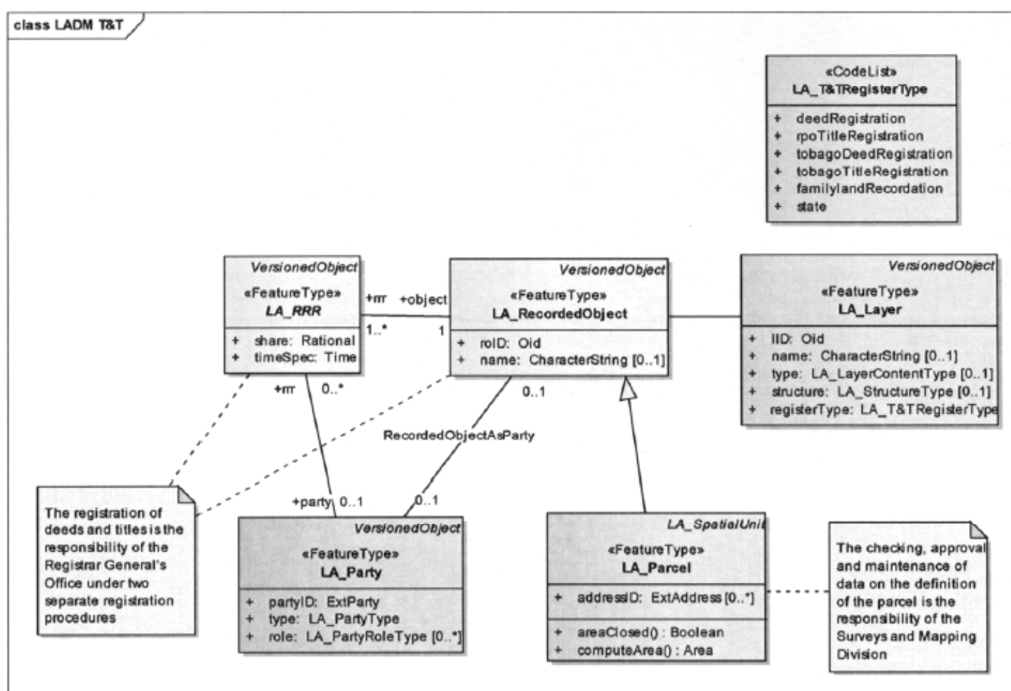 class LADM T&T
«CodeList»
LA_T&TRegisterType
+ deedRegistration
+ rpoTitleRegistration
+ tobagoDeedRegistration
+ tobagoTitleRegistration
+ familylandRecordation
+ state
VersionedObject
«FeatureType»
LA_RRR
+ share: Rational
+ timeSpec: Time
+rrr
+object
1..*
1
VersionedObject
«FeatureType»
LA_RecordedObject
+ roID: Oid
+ name: CharacterString [0..1]
VersionedObject
«FeatureType»
LA_Layer
+ lID: Oid
+ name: CharacterString [0..1]
+ type: LA_LayerContentType [0..1]
+ structure: LA_StructureType [0..1]
+ registerType: LA_T&TRegisterType
+rrr
0..*
0..1
RecordedObjectAsParty
+party
0..1
0..1
The registration of
deeds and titles is the
responsibility of the
Registrar General's
Office under two
separate registration
procedures
VersionedObject
«FeatureType»
LA_Party
+ partyID: ExtParty
+ type: LA_PartyType
+ role: LA_PartyRoleType [0..*]
LA_SpatialUnit
«FeatureType»
LA_Parcel
+ addressID: ExtAddress [0..*]
+ areaClosed() : Boolean
+ computeArea() : Area
The checking, approval
and maintenance of
data on the definition
of the parcel is the
responsibility of the
Surveys and Mapping
Division